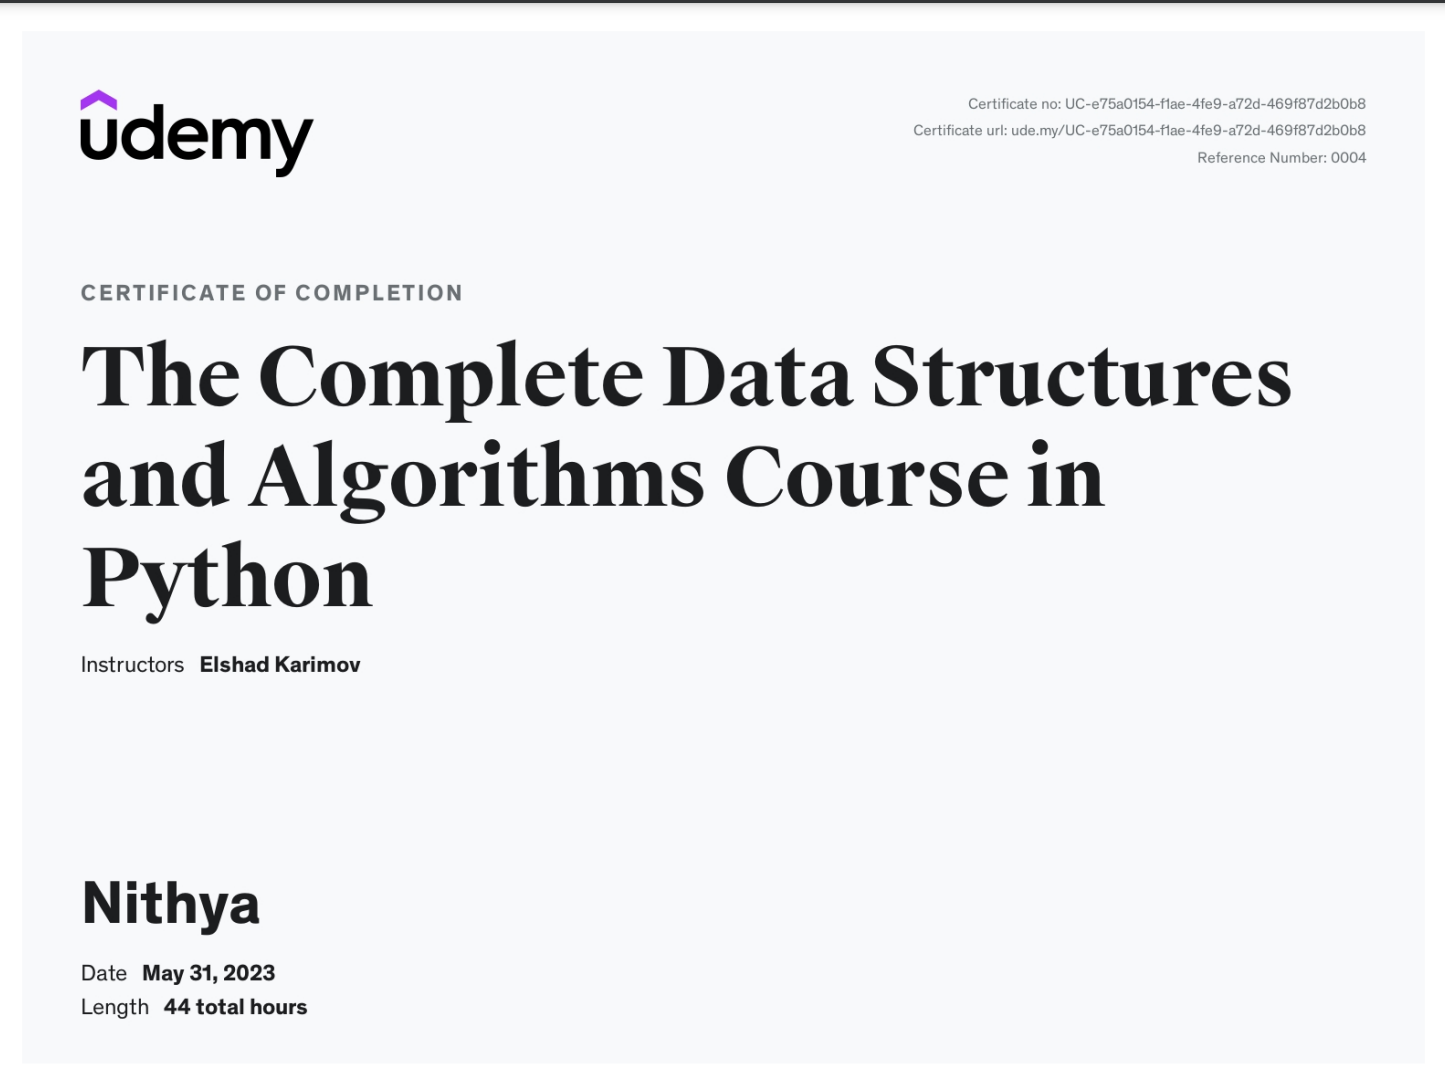 udemy
Certificate no: UC-e75a0154-f1ae-4fe9-a72d-469f87d2b0b8
Certificate url: ude.my/UC-e75a0154-f1ae-4fe9-a72d-469f87d2b0b8
Reference Number: 0004
CERTIFICATE OF COMPLETION
The Complete Data Structures
and Algorithms Course in
Python
Instructors Elshad Karimov
Nithya
Date May 31, 2023
Length 44 total hours